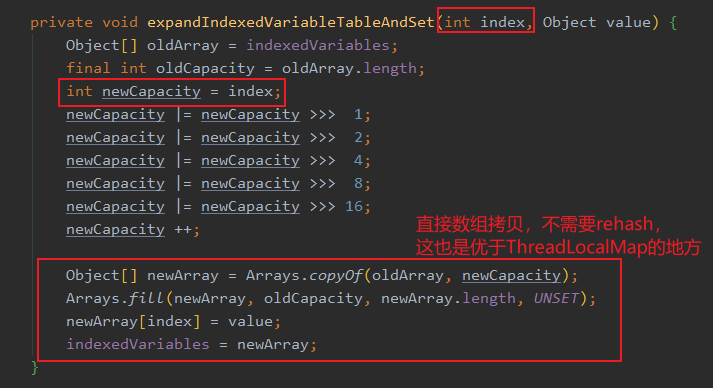 private void expandIndexedVariableTableAndSet(int index, Object value) {
    Object[] oldArray = indexedVariables;
    final int oldCapacity = oldArray.length;
    int newCapacity = index;
    newCapacity |= newCapacity >>>  1;
    newCapacity |= newCapacity >>>  2;
    newCapacity |= newCapacity >>>  4;
    newCapacity |= newCapacity >>>  8;
    newCapacity |= newCapacity >>> 16;
    newCapacity ++;
直接数组拷贝，不需要rehash，
这也是优于ThreadLocalMap的地方
    Object[] newArray = Arrays.copyOf(oldArray, newCapacity);
    Arrays.fill(newArray, oldCapacity, newArray.length, UNSET);
    newArray[index] = value;
    indexedVariables = newArray;
}